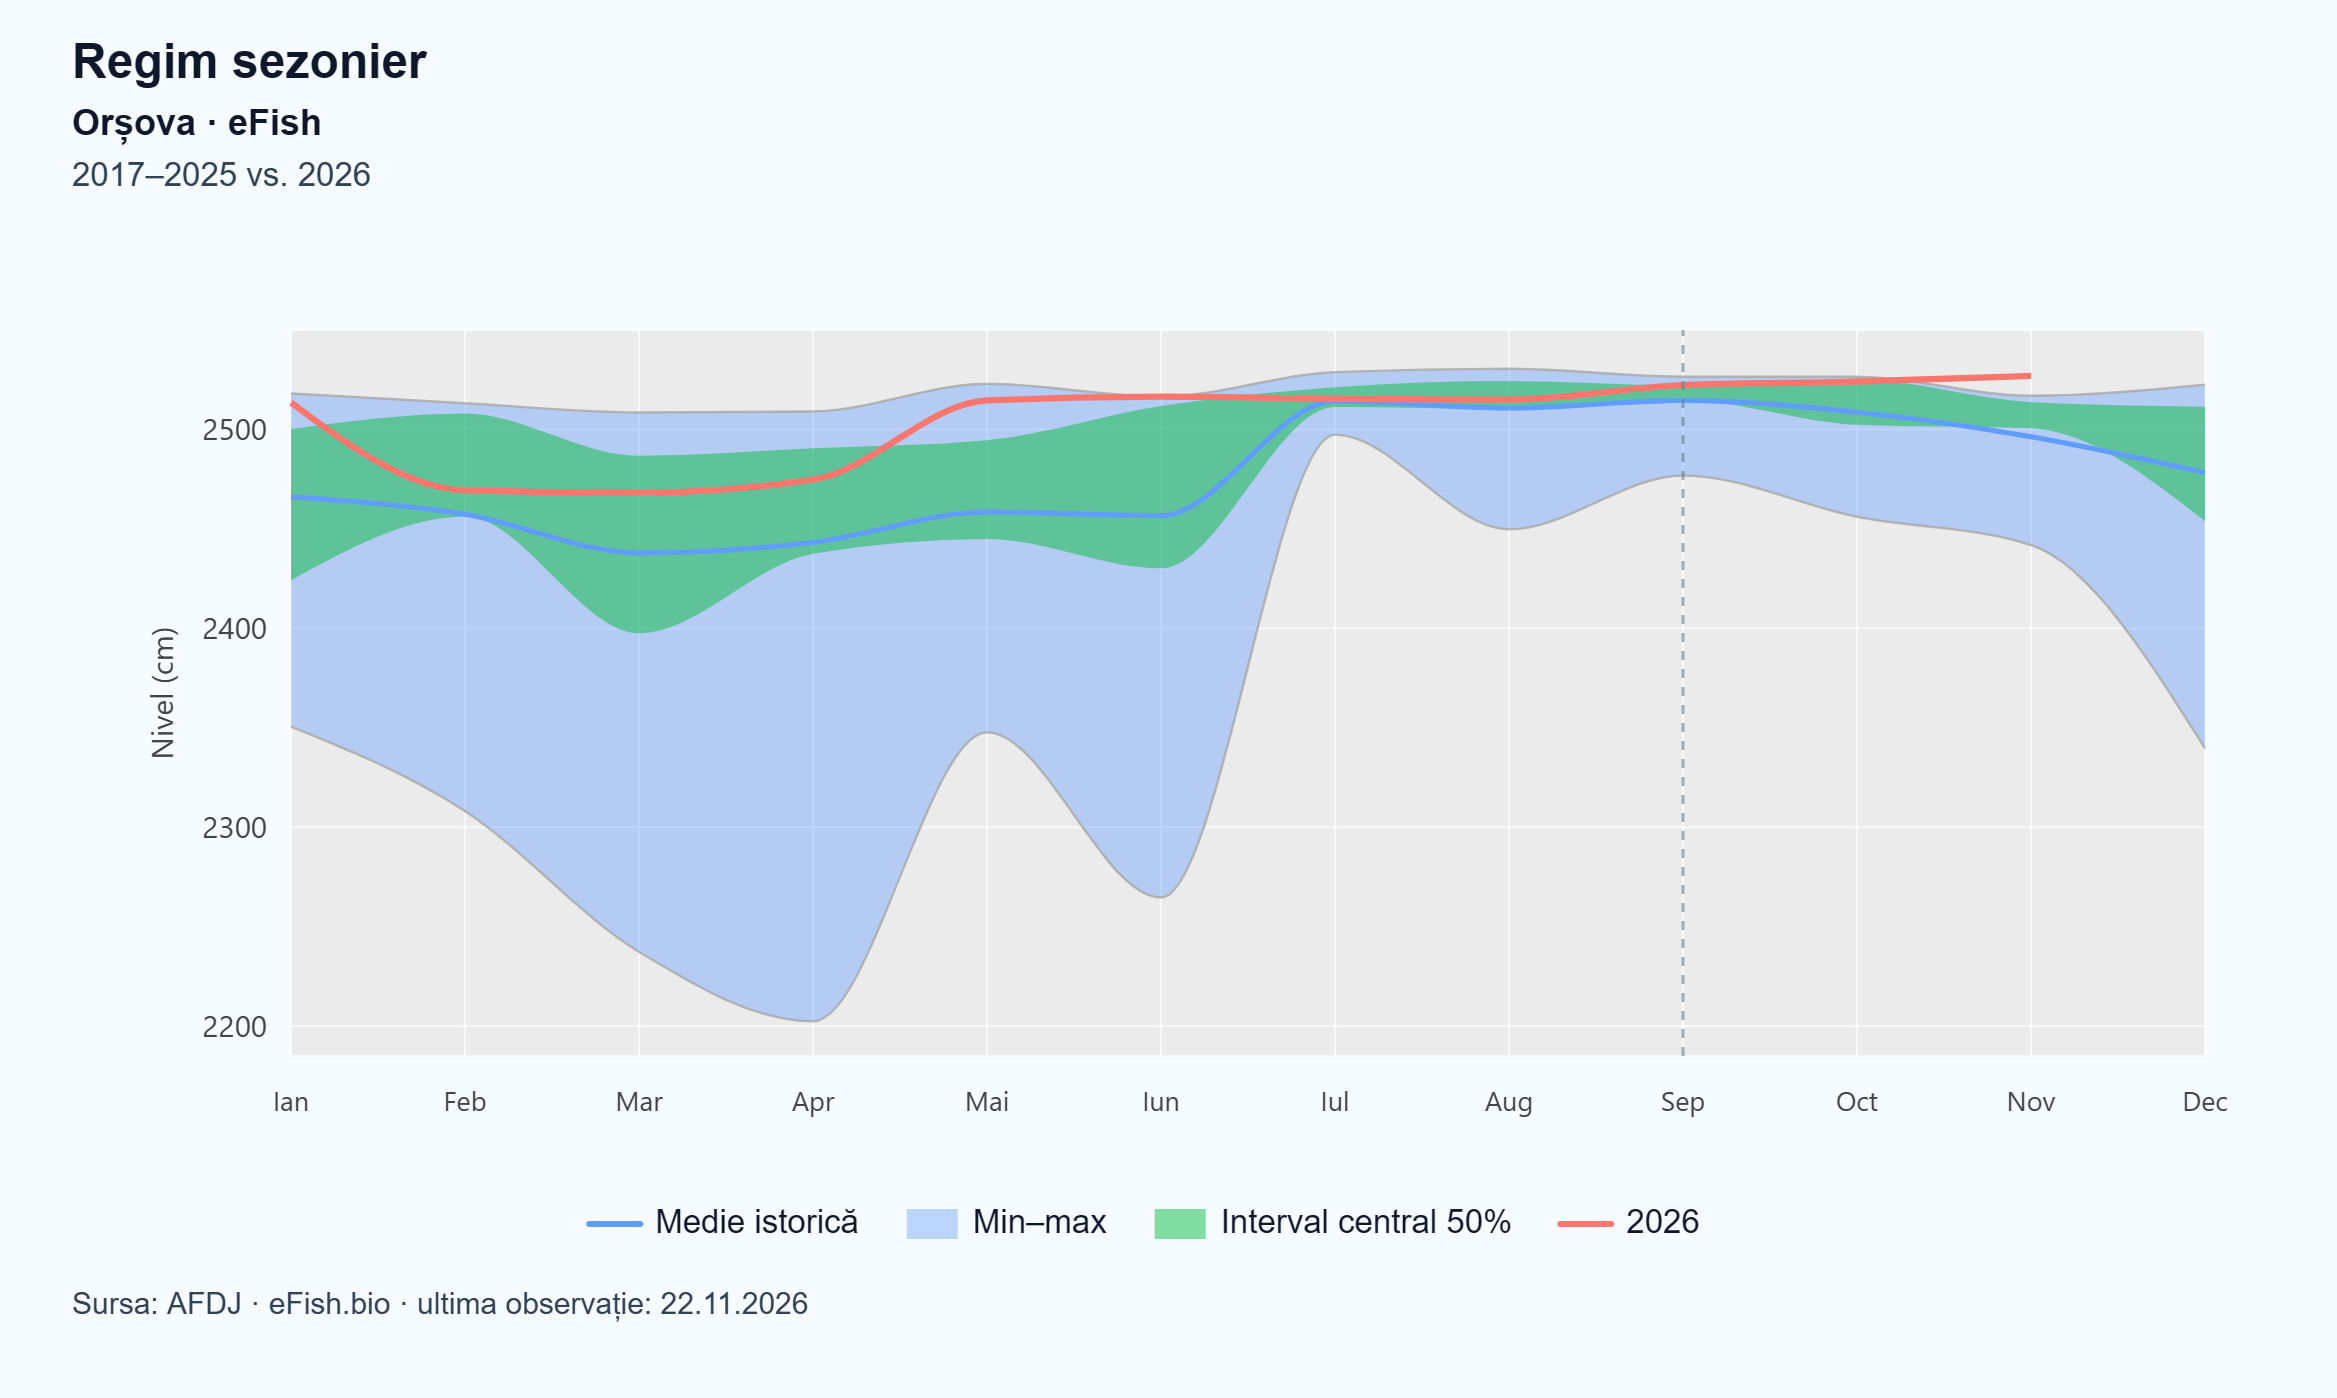 Regim sezonier
Orșova · eFish
2017–2025 vs. 2026
Nivel (cm)
2500
2400
2300
2200
Ian Feb Mar Apr Mai Iun Iul Aug Sep Oct Nov Dec
Medie istorică Min–max Interval central 50% 2026
Sursa: AFDJ · eFish.bio · ultima observație: 22.11.2026